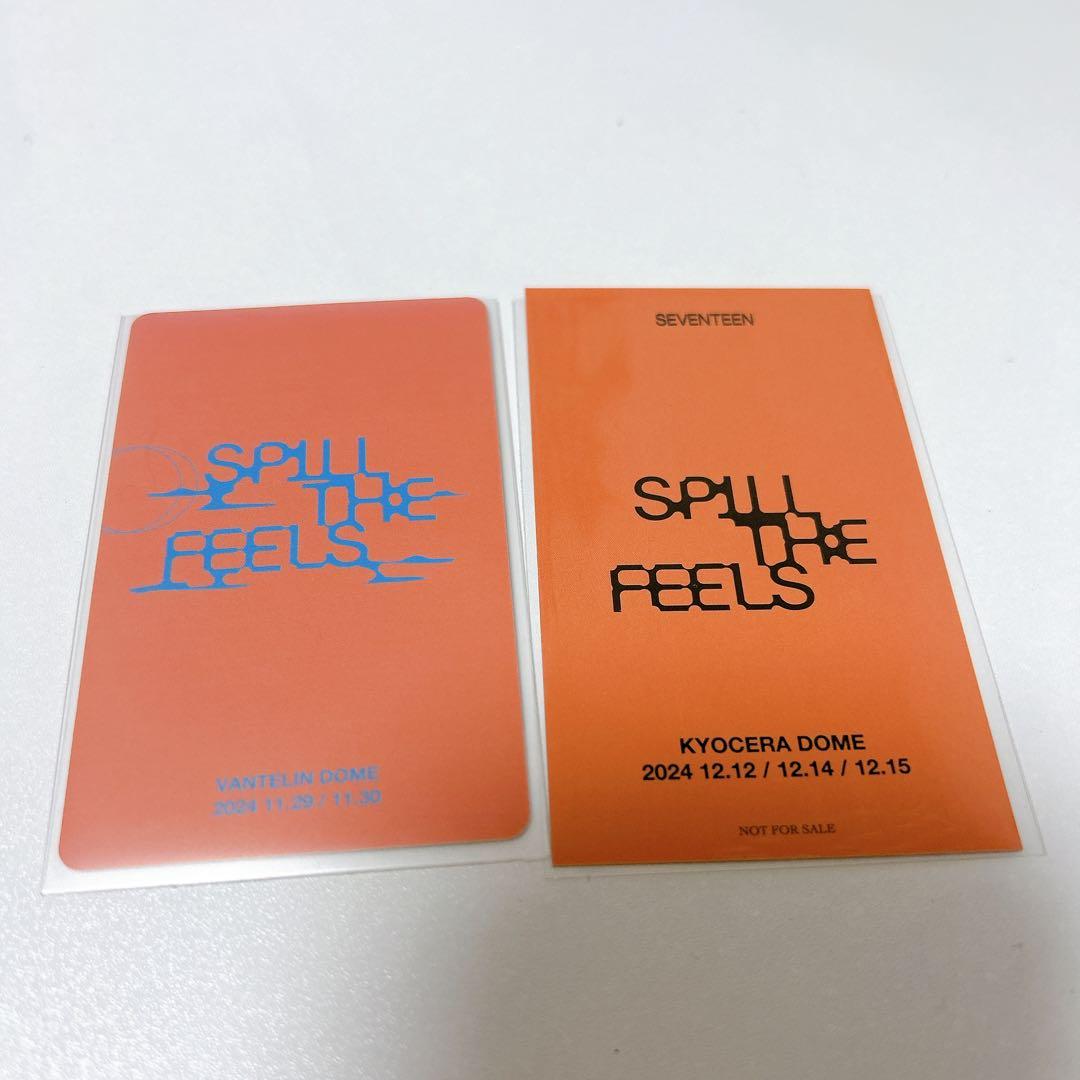 SPILL
THE
FEELS
VANTELIN DOME
2024 11.29 / 11.30
SEVENTEEN
SPILL
THE
FEELS
KYOCERA DOME
2024 12.12 / 12.14 / 12.15
NOT FOR SALE